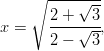 x = \sqrt{\frac{2 + \sqrt{3}}{2 - \sqrt{3}}}.